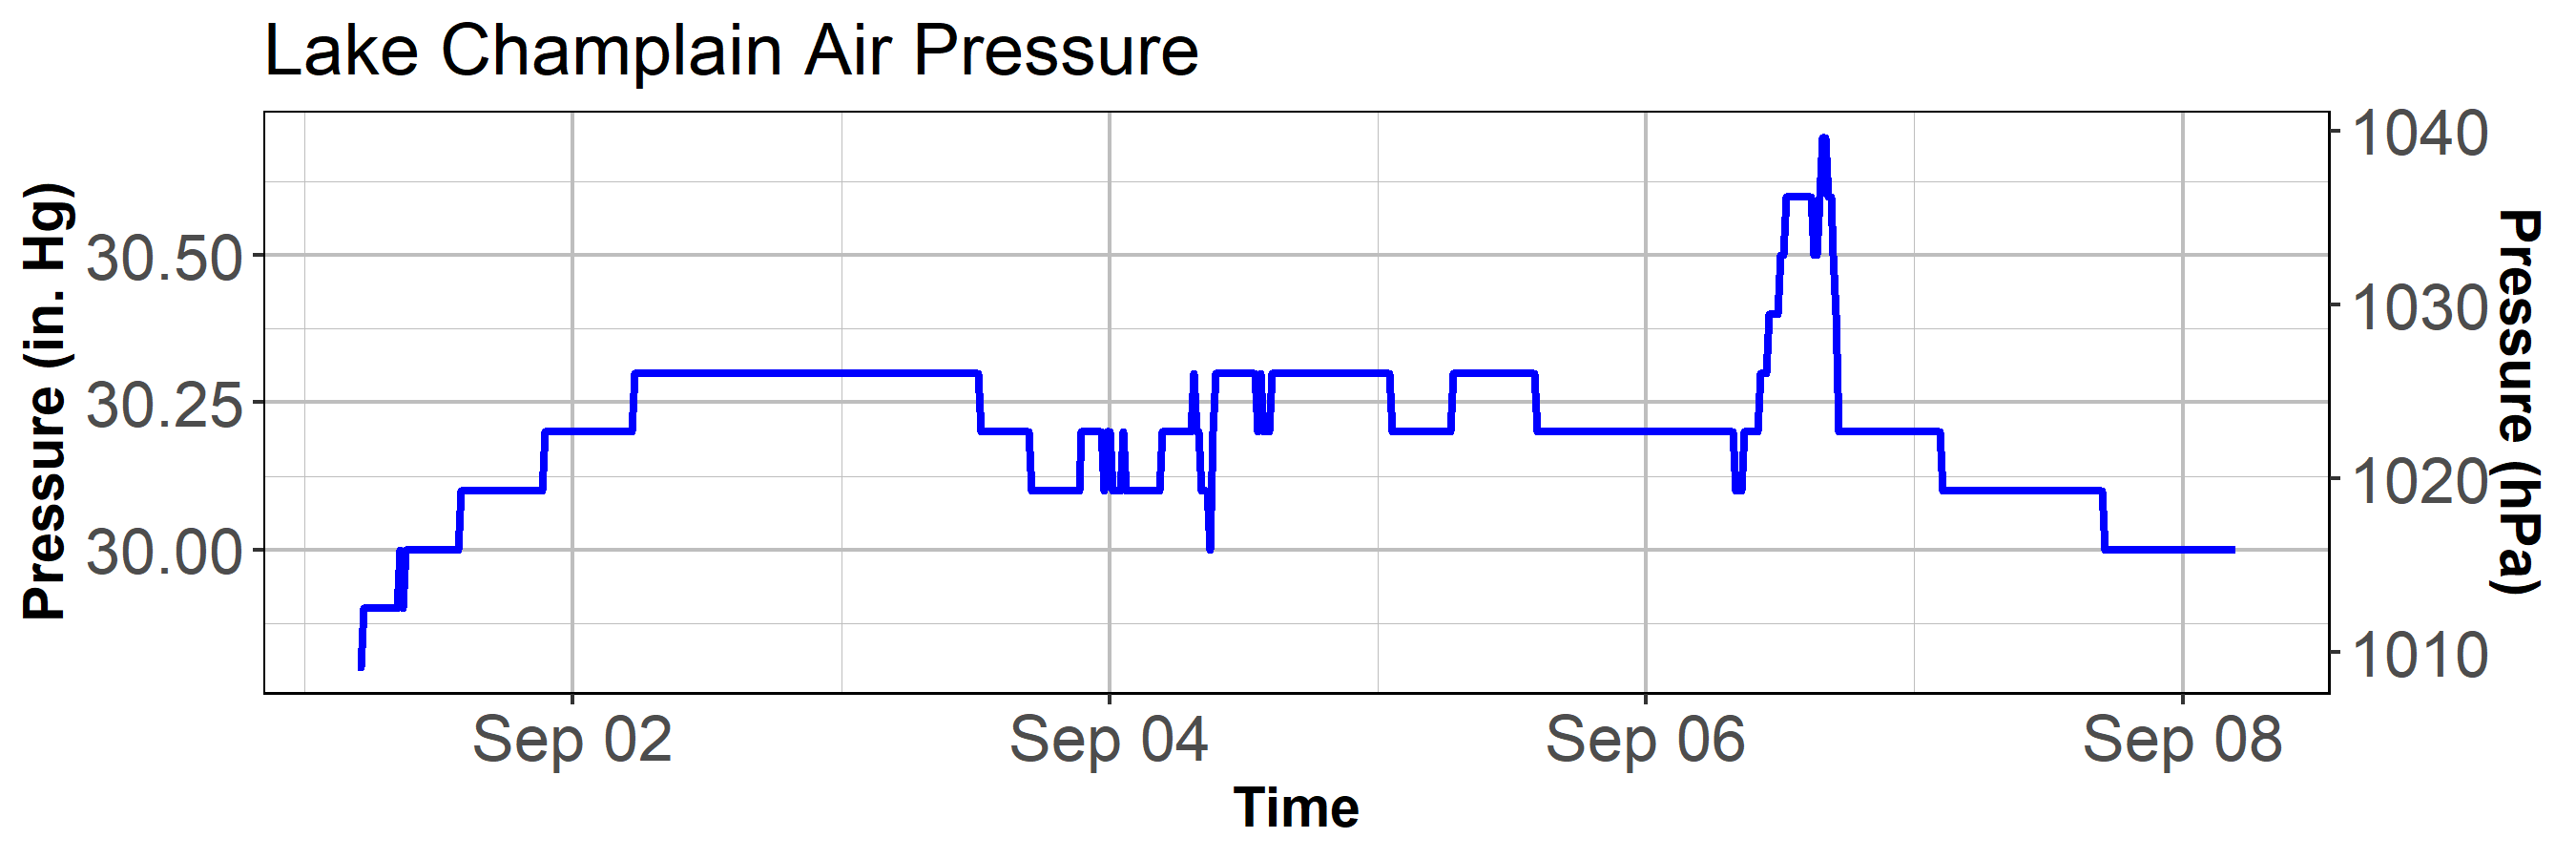 Lake Champlain Air Pressure
Pressure (in. Hg)
30.50
30.25
30.00
1040
1030
1020
1010
Pressure (hPa)
Sep 02
Sep 04
Sep 06
Sep 08
Time